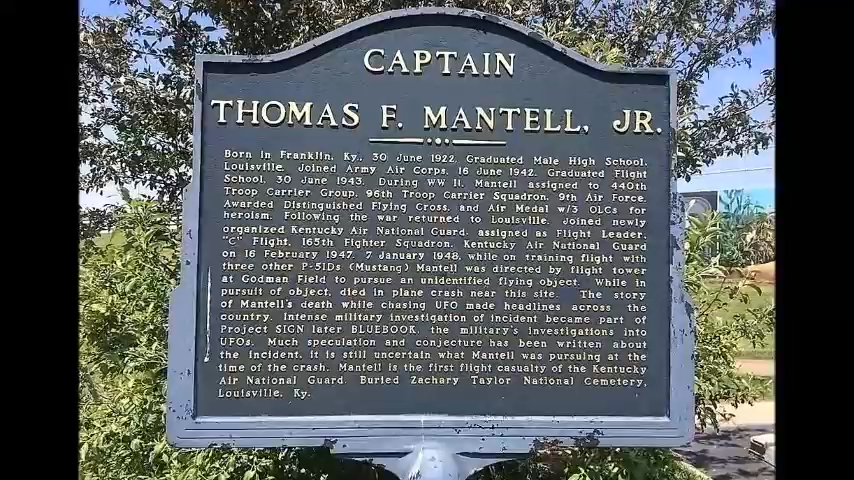 CAPTAIN
THOMAS F. MANTELL, JR.
Born in Franklin, Ky., 30 June 1922. Graduated Male High School,
Louisville. Joined Army Air Corps, 16 June 1942. Graduated Flight
School, 30 June 1943. During WW II, Mantell assigned to 440th
Troop Carrier Group, 96th Troop Carrier Squadron, 9th Air Force.
Awarded Distinguished Flying Cross, and Air Medal w/3 OLCs for
heroism. Following the war returned to Louisville. Joined newly
organized Kentucky Air National Guard, assigned as Flight Leader,
"C" Flight, 165th Fighter Squadron, Kentucky Air National Guard
on 16 February 1947. 7 January 1948, while on training flight with
three other P-51Ds (Mustang) Mantell was directed by flight tower
at Godman Field to pursue an unidentified flying object. While in
pursuit of object, died in plane crash near this site. The story
of Mantell's death while chasing UFO made headlines across the
country. Intense military investigation of incident became part of
Project SIGN later BLUEBOOK, the military's investigations into
UFOs. Much speculation and conjecture has been written about
the incident. It is still uncertain what Mantell was pursuing at the
time of the crash. Mantell is the first flight casualty of the Kentucky
Air National Guard. Buried Zachary Taylor National Cemetery,
Louisville, Ky.